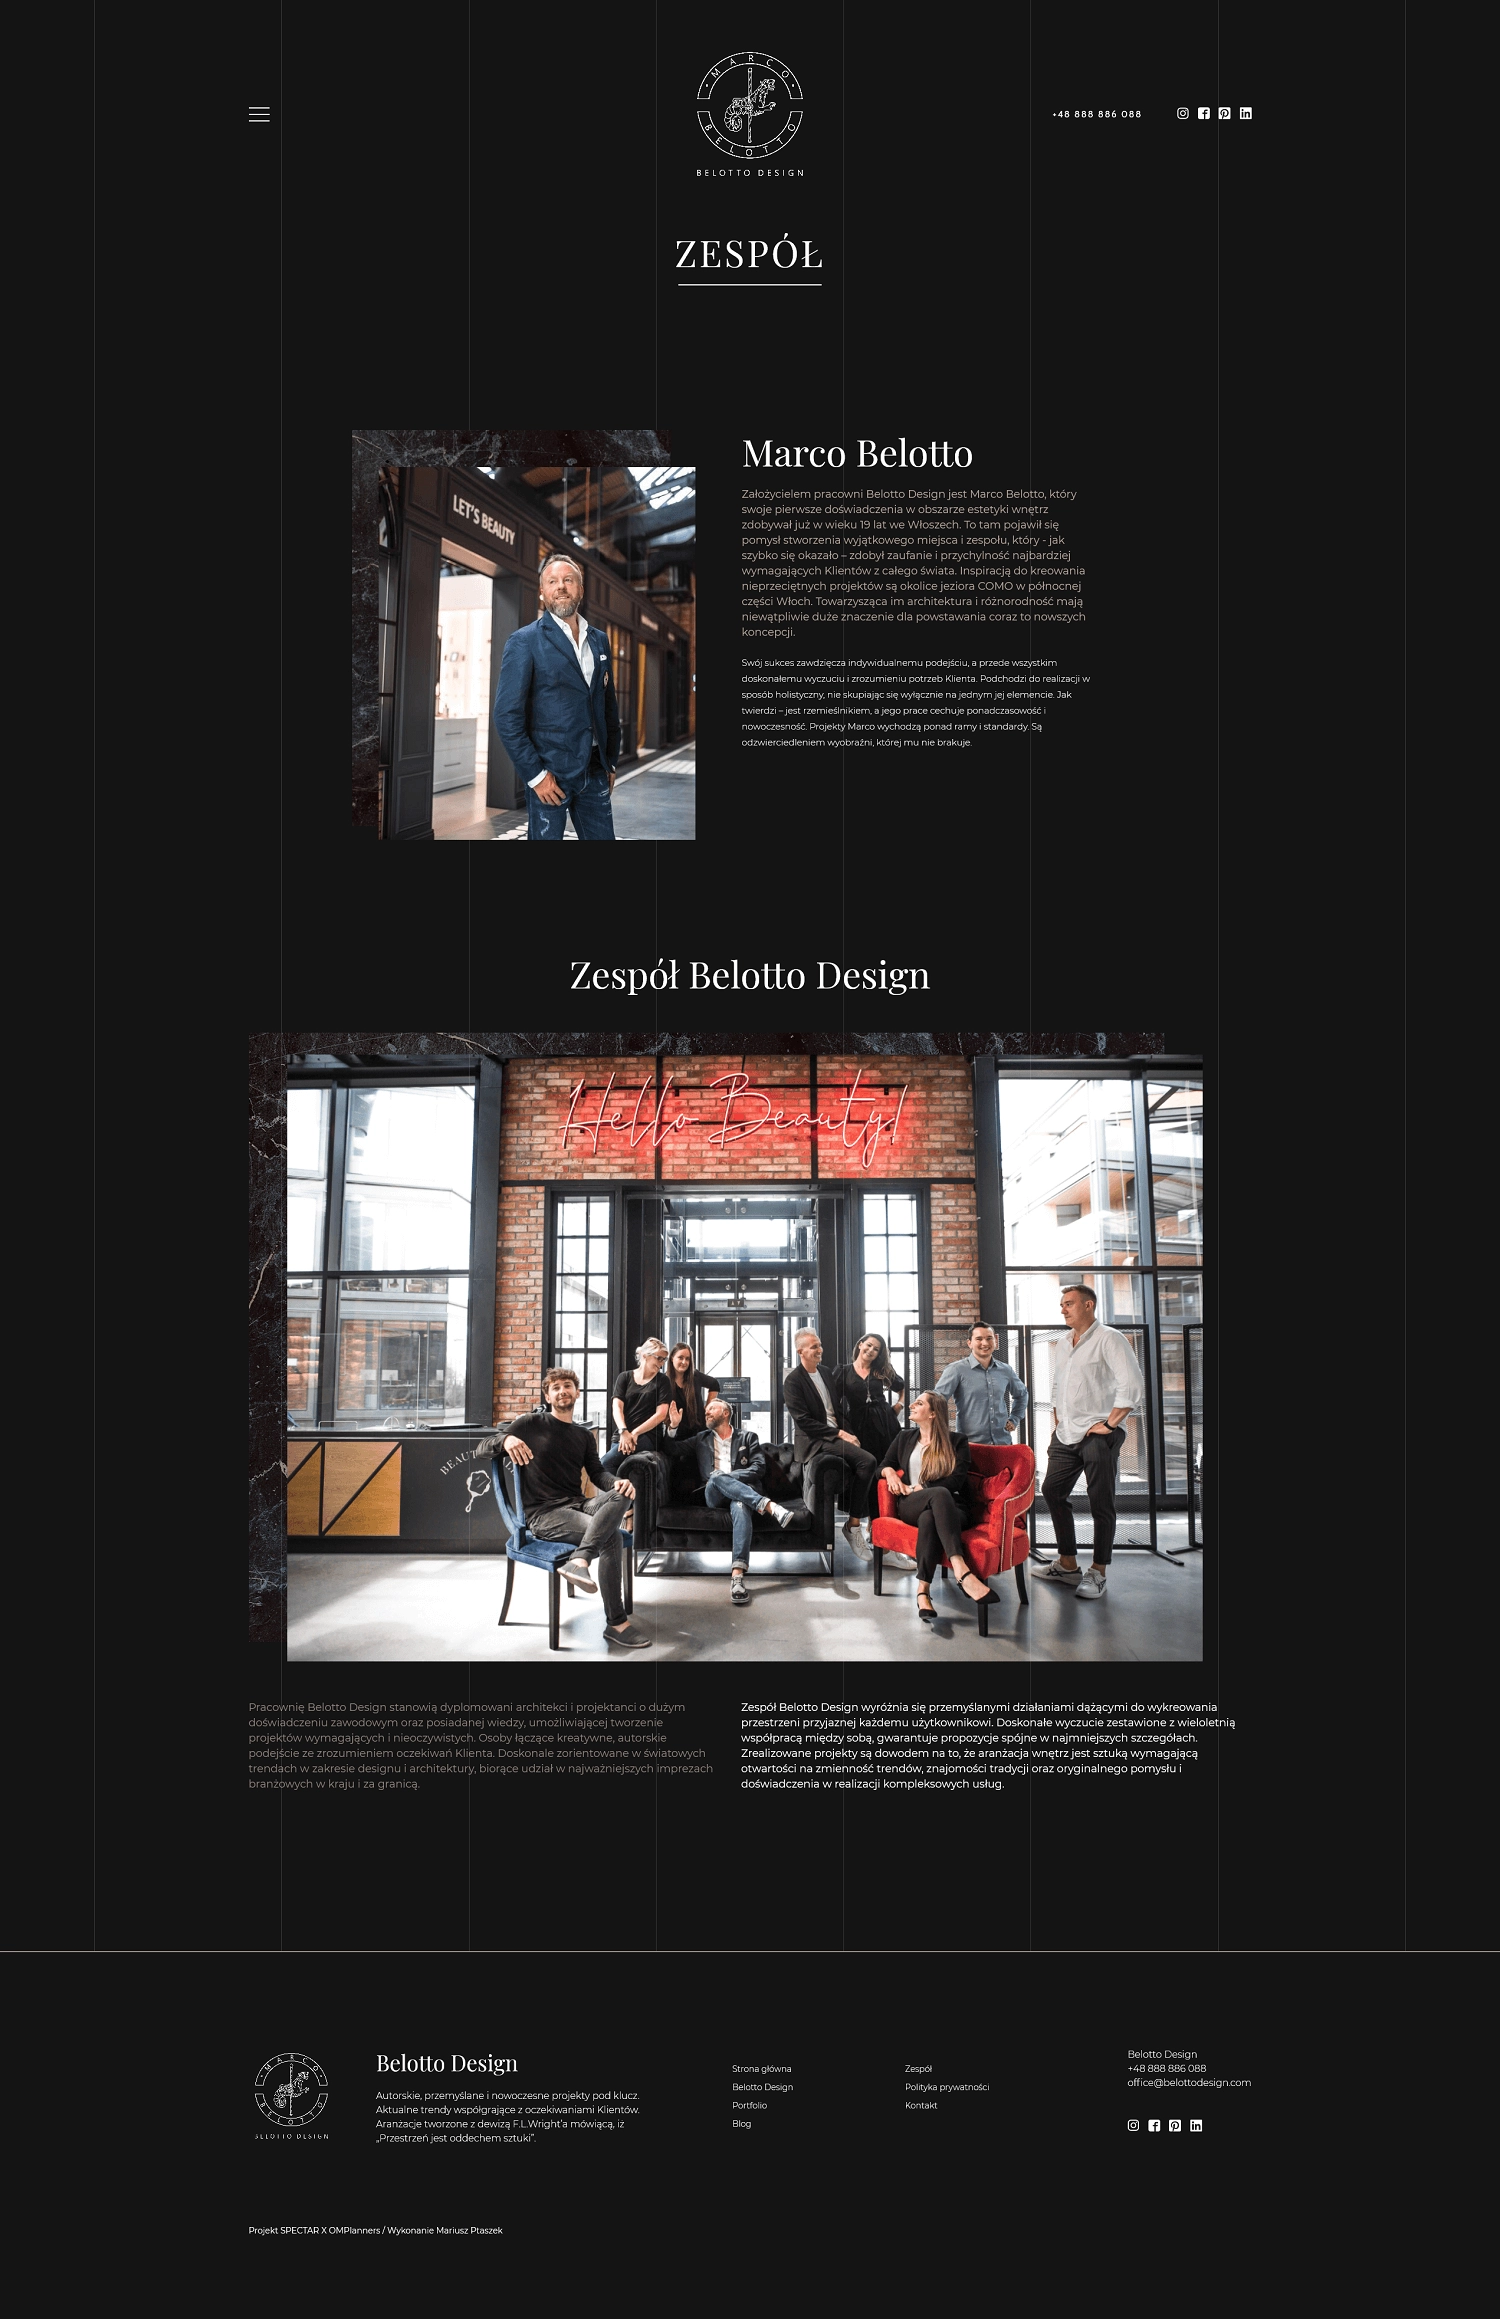 MARCO
BELOTTO
BELOTTO DESIGN
+48 888 886 088
ZESPÓŁ
LET'S BEAUTY
Marco Belotto
Założycielem pracowni Belotto Design jest Marco Belotto, który
swoje pierwsze doświadczenia w obszarze estetyki wnętrz
zdobywał już w wieku 19 lat we Włoszech. To tam pojawił się
pomysł stworzenia wyjątkowego miejsca i zespołu, który - jak
szybko się okazało – zdobył zaufanie i przychylność najbardziej
wymagających Klientów z całego świata. Inspiracją do kreowania
nieprzeciętnych projektów są okolice jeziora COMO w północnej
części Włoch. Towarzysząca im architektura i różnorodność mają
niewątpliwie duże znaczenie dla powstawania coraz to nowszych
koncepcji.
Swój sukces zawdzięcza indywidualnemu podejściu, a przede wszystkim
doskonałemu wyczuciu i zrozumieniu potrzeb Klienta. Podchodzi do realizacji w
sposób holistyczny, nie skupiając się wyłącznie na jednym jej elemencie. Jak
twierdzi – jest rzemieślnikiem, a jego prace cechuje ponadczasowość i
nowoczesność. Projekty Marco wychodzą ponad ramy i standardy. Są
odzwierciedleniem wyobraźni, której mu nie brakuje.
Zespół Belotto Design
Hello Beauty!
Pracownię Belotto Design stanowią dyplomowani architekci i projektanci o dużym
doświadczeniu zawodowym oraz posiadanej wiedzy, umożliwiającej tworzenie
projektów wymagających i nieoczywistych. Osoby łączące kreatywne, autorskie
podejście ze zrozumieniem oczekiwań Klienta. Doskonale zorientowane w światowych
trendach w zakresie designu i architektury, biorące udział w najważniejszych imprezach
branżowych w kraju i za granicą.
Zespół Belotto Design wyróżnia się przemyślanymi działaniami dążącymi do wykreowania
przestrzeni przyjaznej każdemu użytkownikowi. Doskonałe wyczucie zestawione z wieloletnią
współpracą między sobą, gwarantuje propozycje spójne w najmniejszych szczegółach.
Zrealizowane projekty są dowodem na to, że aranżacja wnętrz jest sztuką wymagającą
otwartości na zmienność trendów, znajomości tradycji oraz oryginalnego pomysłu i
doświadczenia w realizacji kompleksowych usług.
MARCO
BELOTTO
BELOTTO DESIGN
Belotto Design
Autorskie, przemyślane i nowoczesne projekty pod klucz.
Aktualne trendy współgrające z oczekiwaniami Klientów.
Aranżacje tworzone z dewizą F.L.Wright'a mówiącą, iż
„Przestrzeń jest oddechem sztuki”.
Strona główna
Belotto Design
Portfolio
Blog
Zespół
Polityka prywatności
Kontakt
Belotto Design
+48 888 886 088
office@belottodesign.com
Projekt SPECTAR X OMPlanners / Wykonanie Mariusz Ptaszek